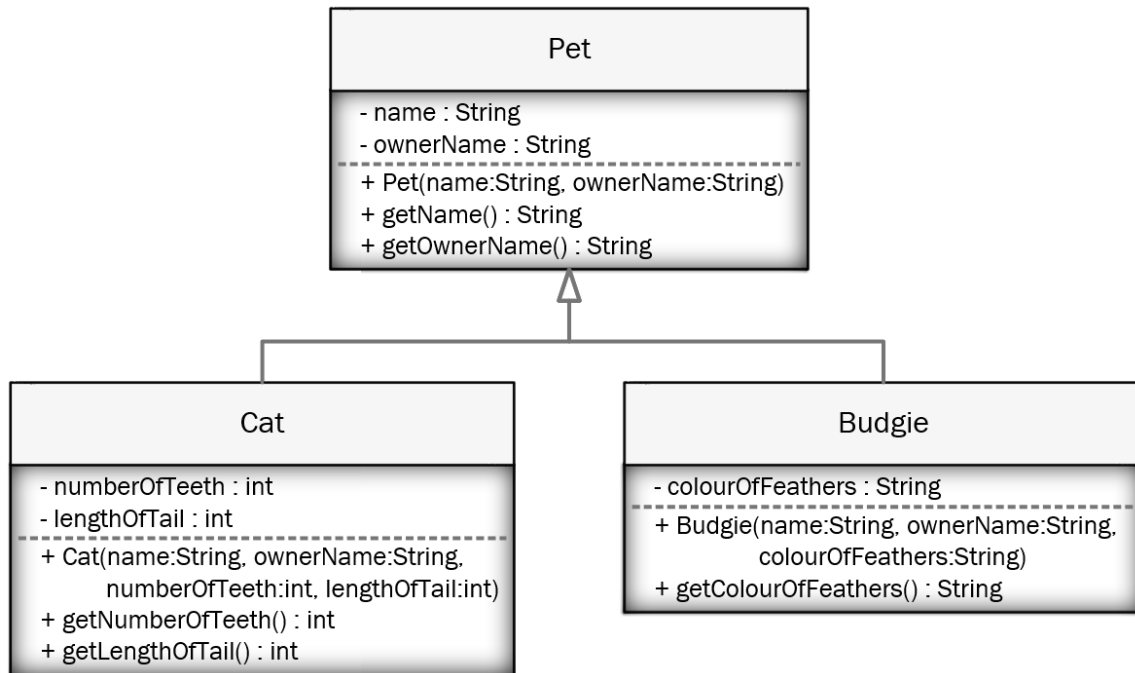 Pet
- name : String
- ownerName : String
+ Pet(name:String, ownerName:String)
+ getName() : String
+ getOwnerName() : String
Cat
- numberOfTeeth : int
- lengthOfTail : int
+ Cat(name:String, ownerName:String,
numberOfTeeth:int, lengthOfTail:int)
+ getNumberOfTeeth() : int
+ getLengthOfTail() : int
Budgie
- colourOfFeathers : String
+ Budgie(name:String, ownerName:String,
colourOfFeathers:String)
+ getColourOfFeathers() : String